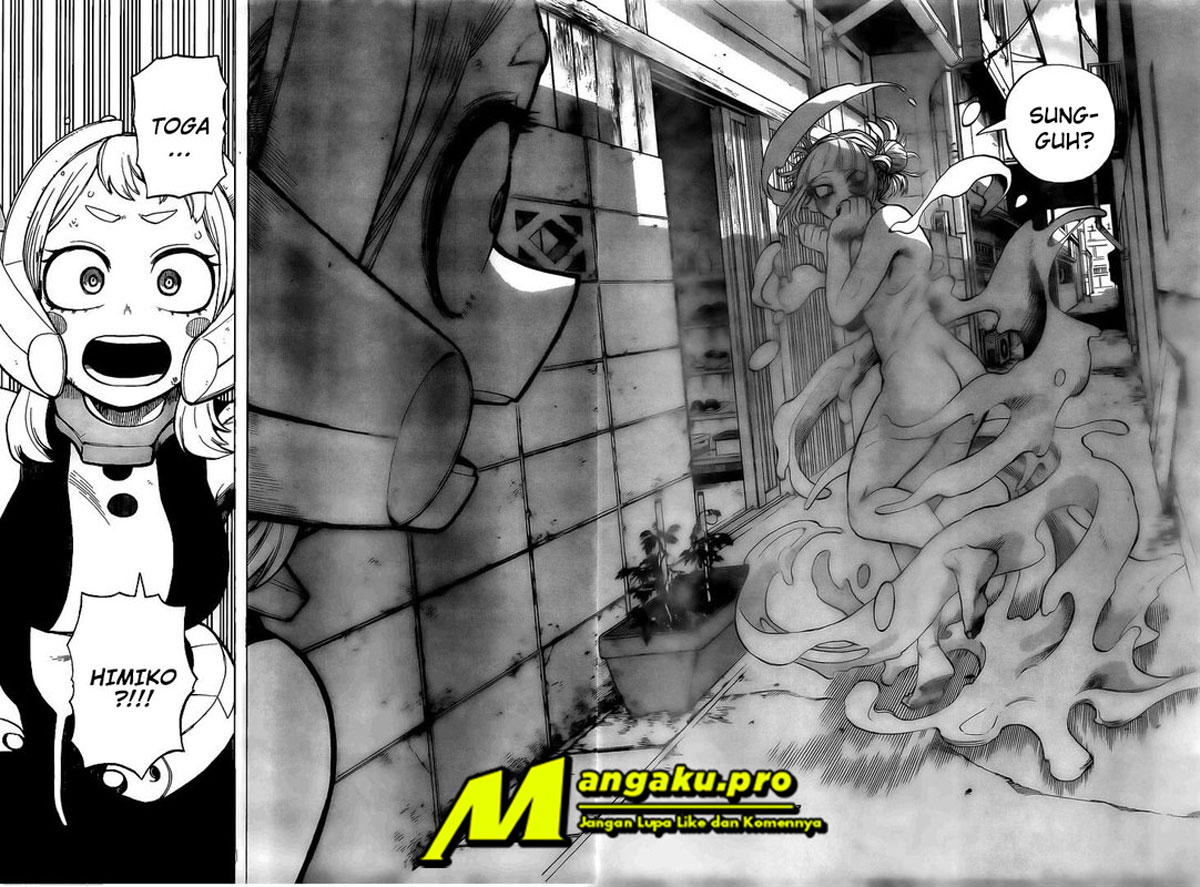 SUNG-
GUH?
TOGA
...
HIMIKO
?!!!
Mangaku.pro
Jangan Lupa Like dan Komennya